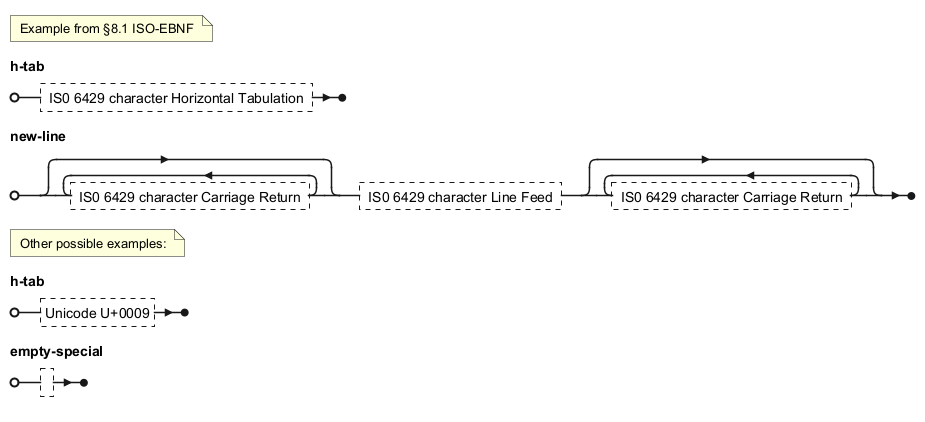 Example from §8.1 ISO-EBNF
h-tab
IS0 6429 character Horizontal Tabulation
new-line
IS0 6429 character Carriage Return IS0 6429 character Line Feed IS0 6429 character Carriage Return
Other possible examples:
h-tab
Unicode U+0009
empty-special